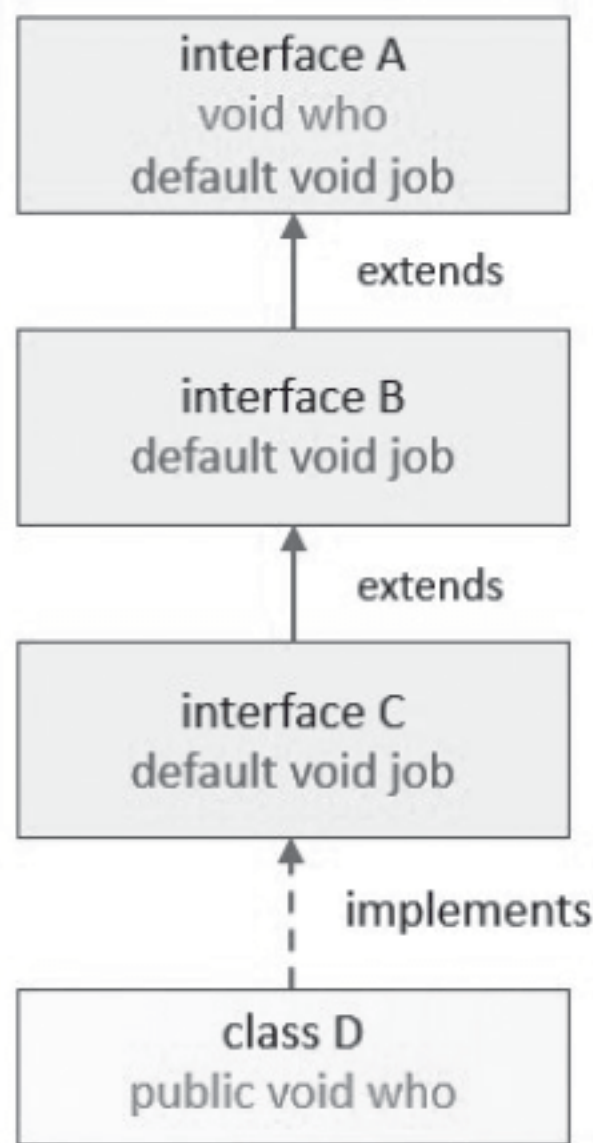 interface A
void who
default void job
extends
interface B
default void job
extends
interface C
default void job
implements
class D
public void who